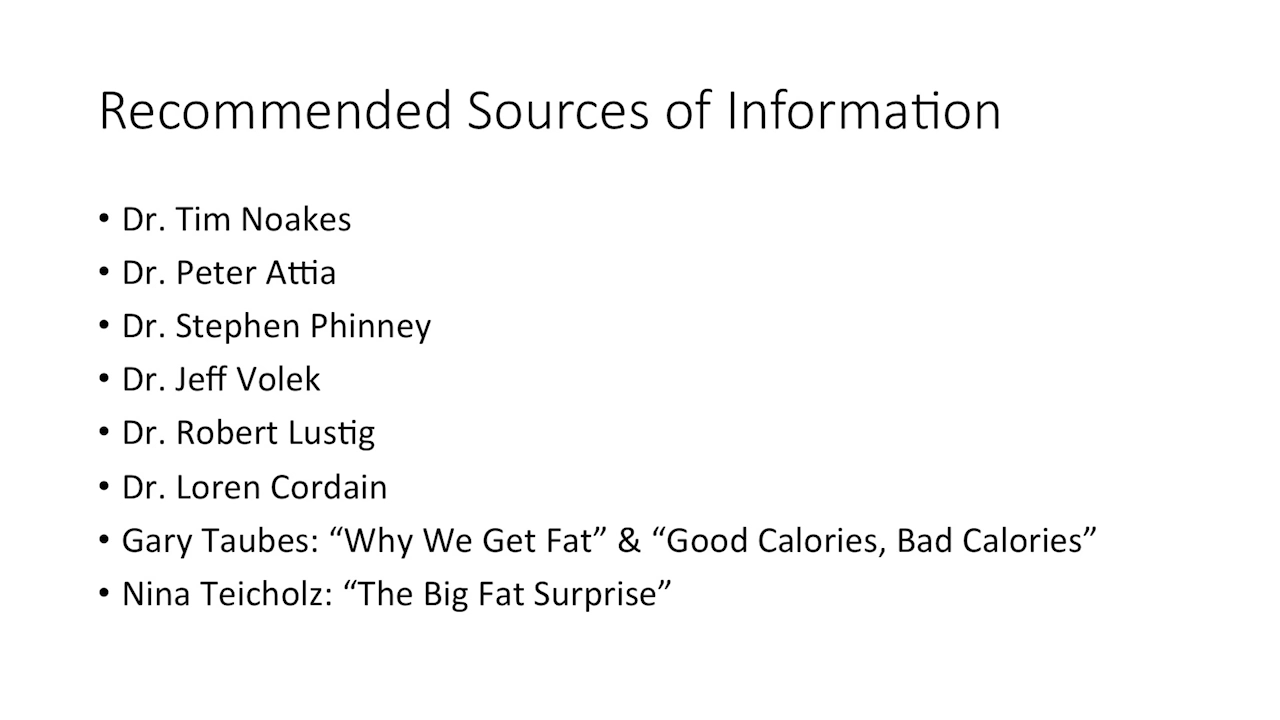 Recommended Sources of Information
• Dr. Tim Noakes
• Dr. Peter Attia
• Dr. Stephen Phinney
• Dr. Jeff Volek
• Dr. Robert Lustig
• Dr. Loren Cordain
• Gary Taubes: “Why We Get Fat” & “Good Calories, Bad Calories”
• Nina Teicholz: “The Big Fat Surprise”